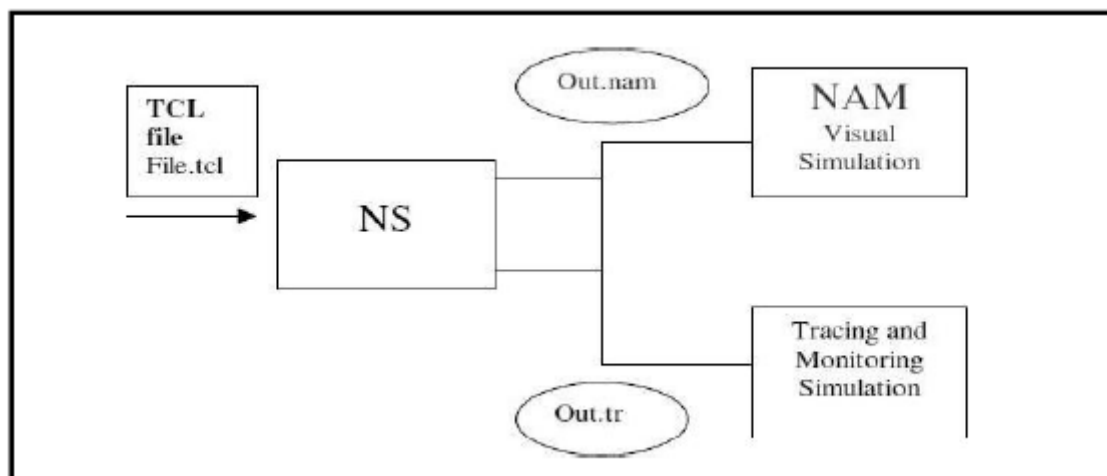 TCL
file
File.tcl
NS
Out.nam
NAM
Visual
Simulation
Out.tr
Tracing and
Monitoring
Simulation